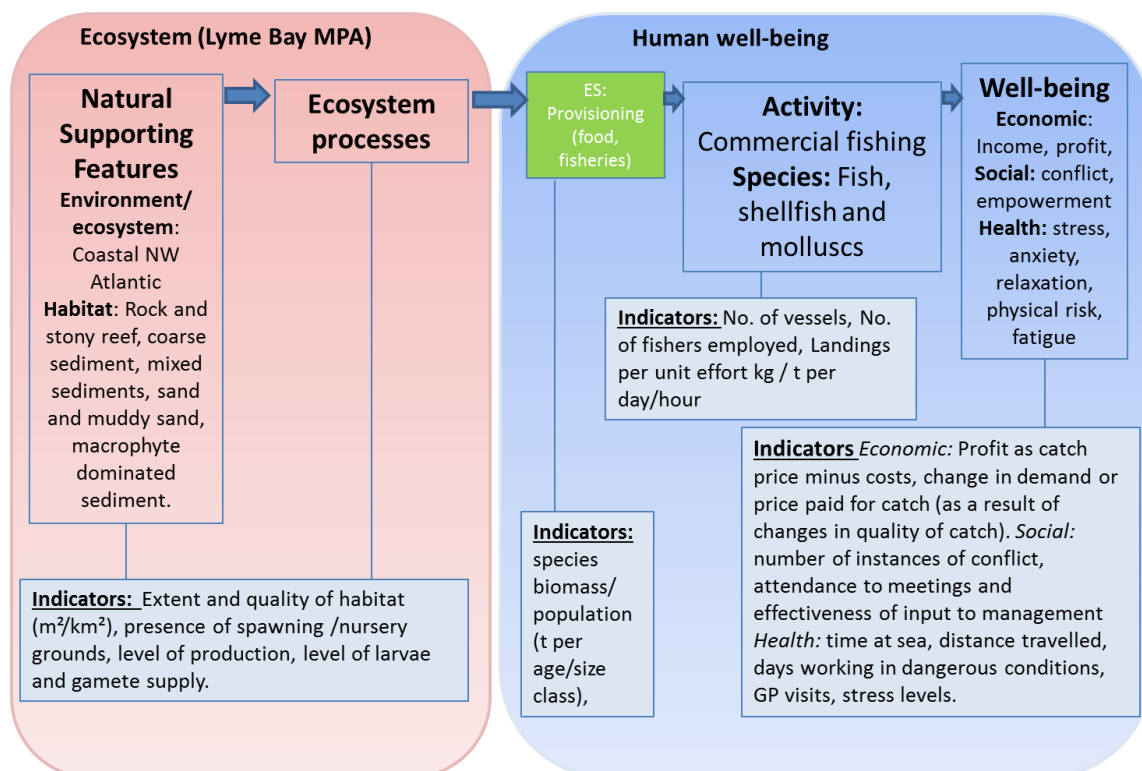 Ecosystem (Lyme Bay MPA)
Natural
Supporting
Features
Environment/
ecosystem:
Coastal NW
Atlantic
Habitat: Rock and
stony reef, coarse
sediment, mixed
sediments, sand
and muddy sand,
macrophyte
dominated
sediment.
Ecosystem
processes
Indicators: Extent and quality of habitat
(m²/km²), presence of spawning /nursery
grounds, level of production, level of larvae
and gamete supply.
Human well-being
ES:
Provisioning
(food,
fisheries)
Indicators:
species
biomass/
population
(t per
age/size
class),
Activity:
Commercial fishing
Species: Fish,
shellfish and
molluscs
Indicators: No. of vessels, No.
of fishers employed, Landings
per unit effort kg / t per
day/hour
Well-being
Economic:
Income, profit,
Social: conflict,
empowerment
Health: stress,
anxiety,
relaxation,
physical risk,
fatigue
Indicators Economic: Profit as catch
price minus costs, change in demand or
price paid for catch (as a result of
changes in quality of catch). Social:
number of instances of conflict,
attendance to meetings and
effectiveness of input to management
Health: time at sea, distance travelled,
days working in dangerous conditions,
GP visits, stress levels.